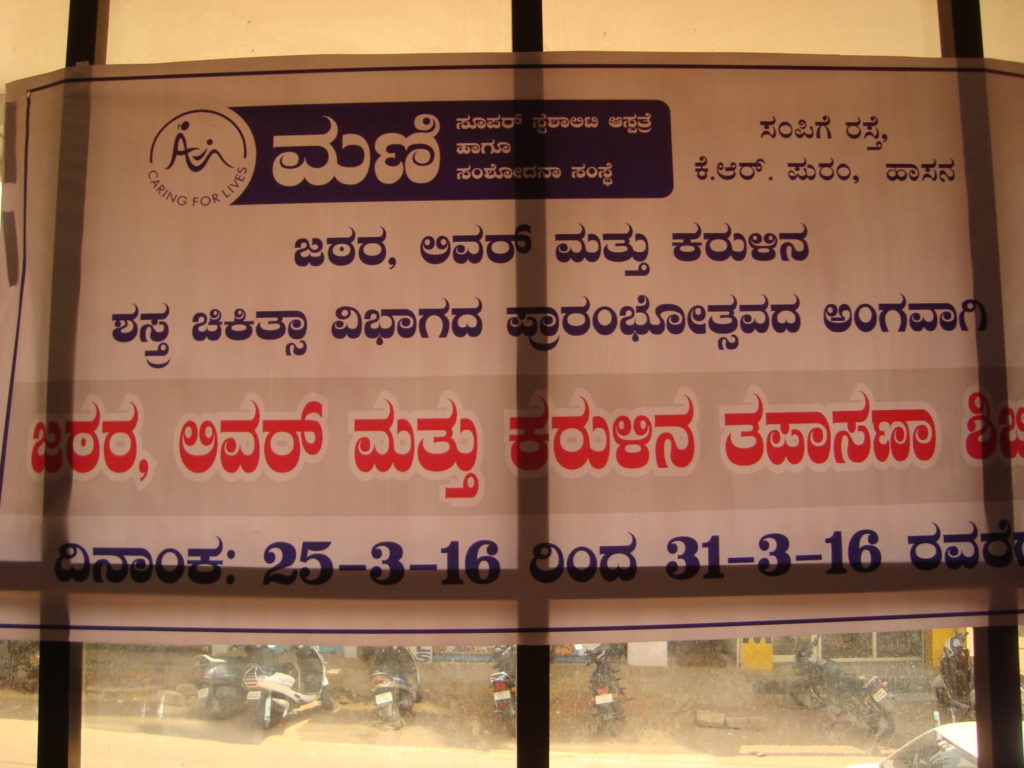 CARING FOR LIVES
ಮಣಿ
ಸೂಪರ್ ಸ್ಪೆಶಾಲಿಟಿ ಆಸ್ಪತ್ರೆ
ಹಾಗೂ
ಸಂಶೋದನಾ ಸಂಸ್ಥೆ
ಸಂಪಿಗೆ ರಸ್ತೆ,
ಕೆ.ಆರ್. ಪುರಂ, ಹಾಸನ
ಜಠರ, ಲಿವರ್ ಮತ್ತು ಕರುಳಿನ
ಶಸ್ತ್ರ ಚಿಕಿತ್ಸಾ ವಿಭಾಗದ ಪ್ರಾರಂಭೋತ್ಸವದ ಅಂಗವಾಗಿ
ಜಠರ, ಲಿವರ್ ಮತ್ತು ಕರುಳಿನ ತಪಾಸಣಾ
ದಿನಾಂಕ: 25-3-16 ರಿಂದ 31-3-16